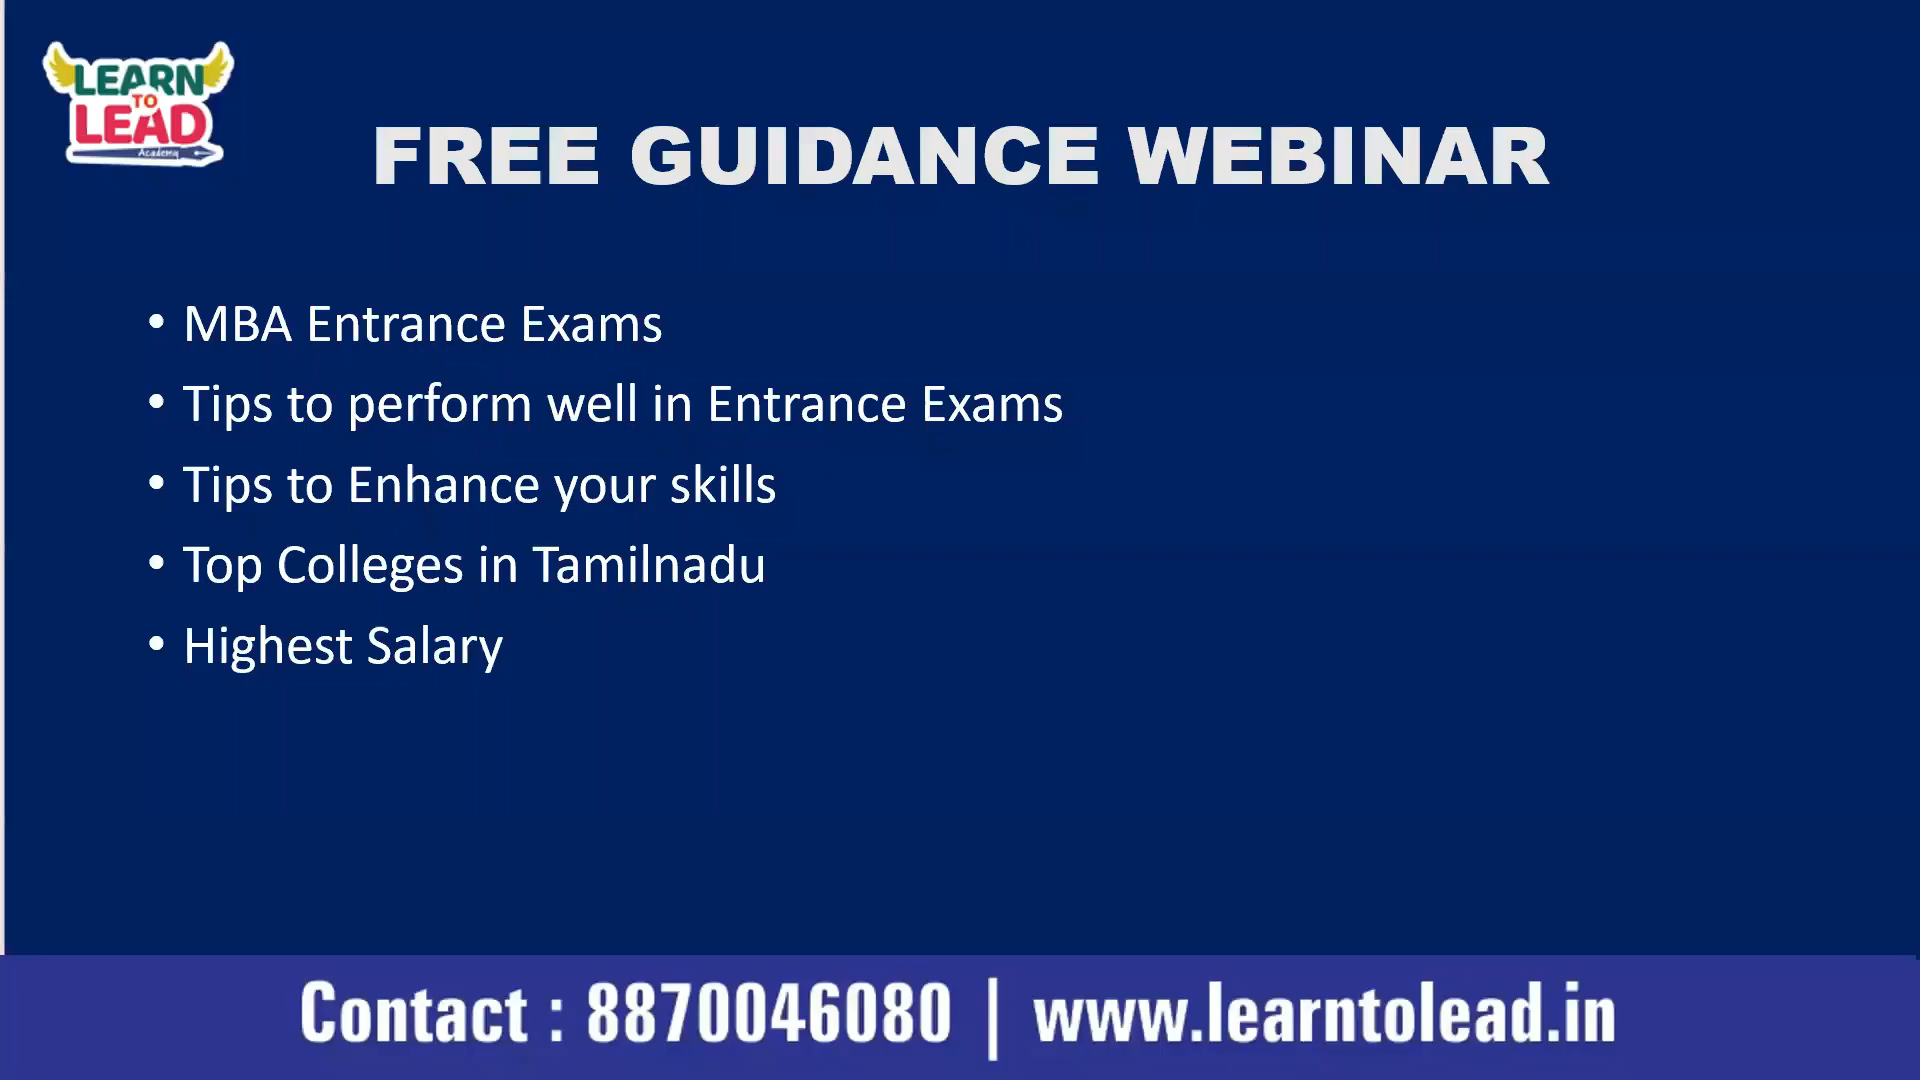 LEARN
TO
LEAD
Academy
FREE GUIDANCE WEBINAR
• MBA Entrance Exams
• Tips to perform well in Entrance Exams
• Tips to Enhance your skills
• Top Colleges in Tamilnadu
• Highest Salary
Contact : 8870046080 | www.learntolead.in